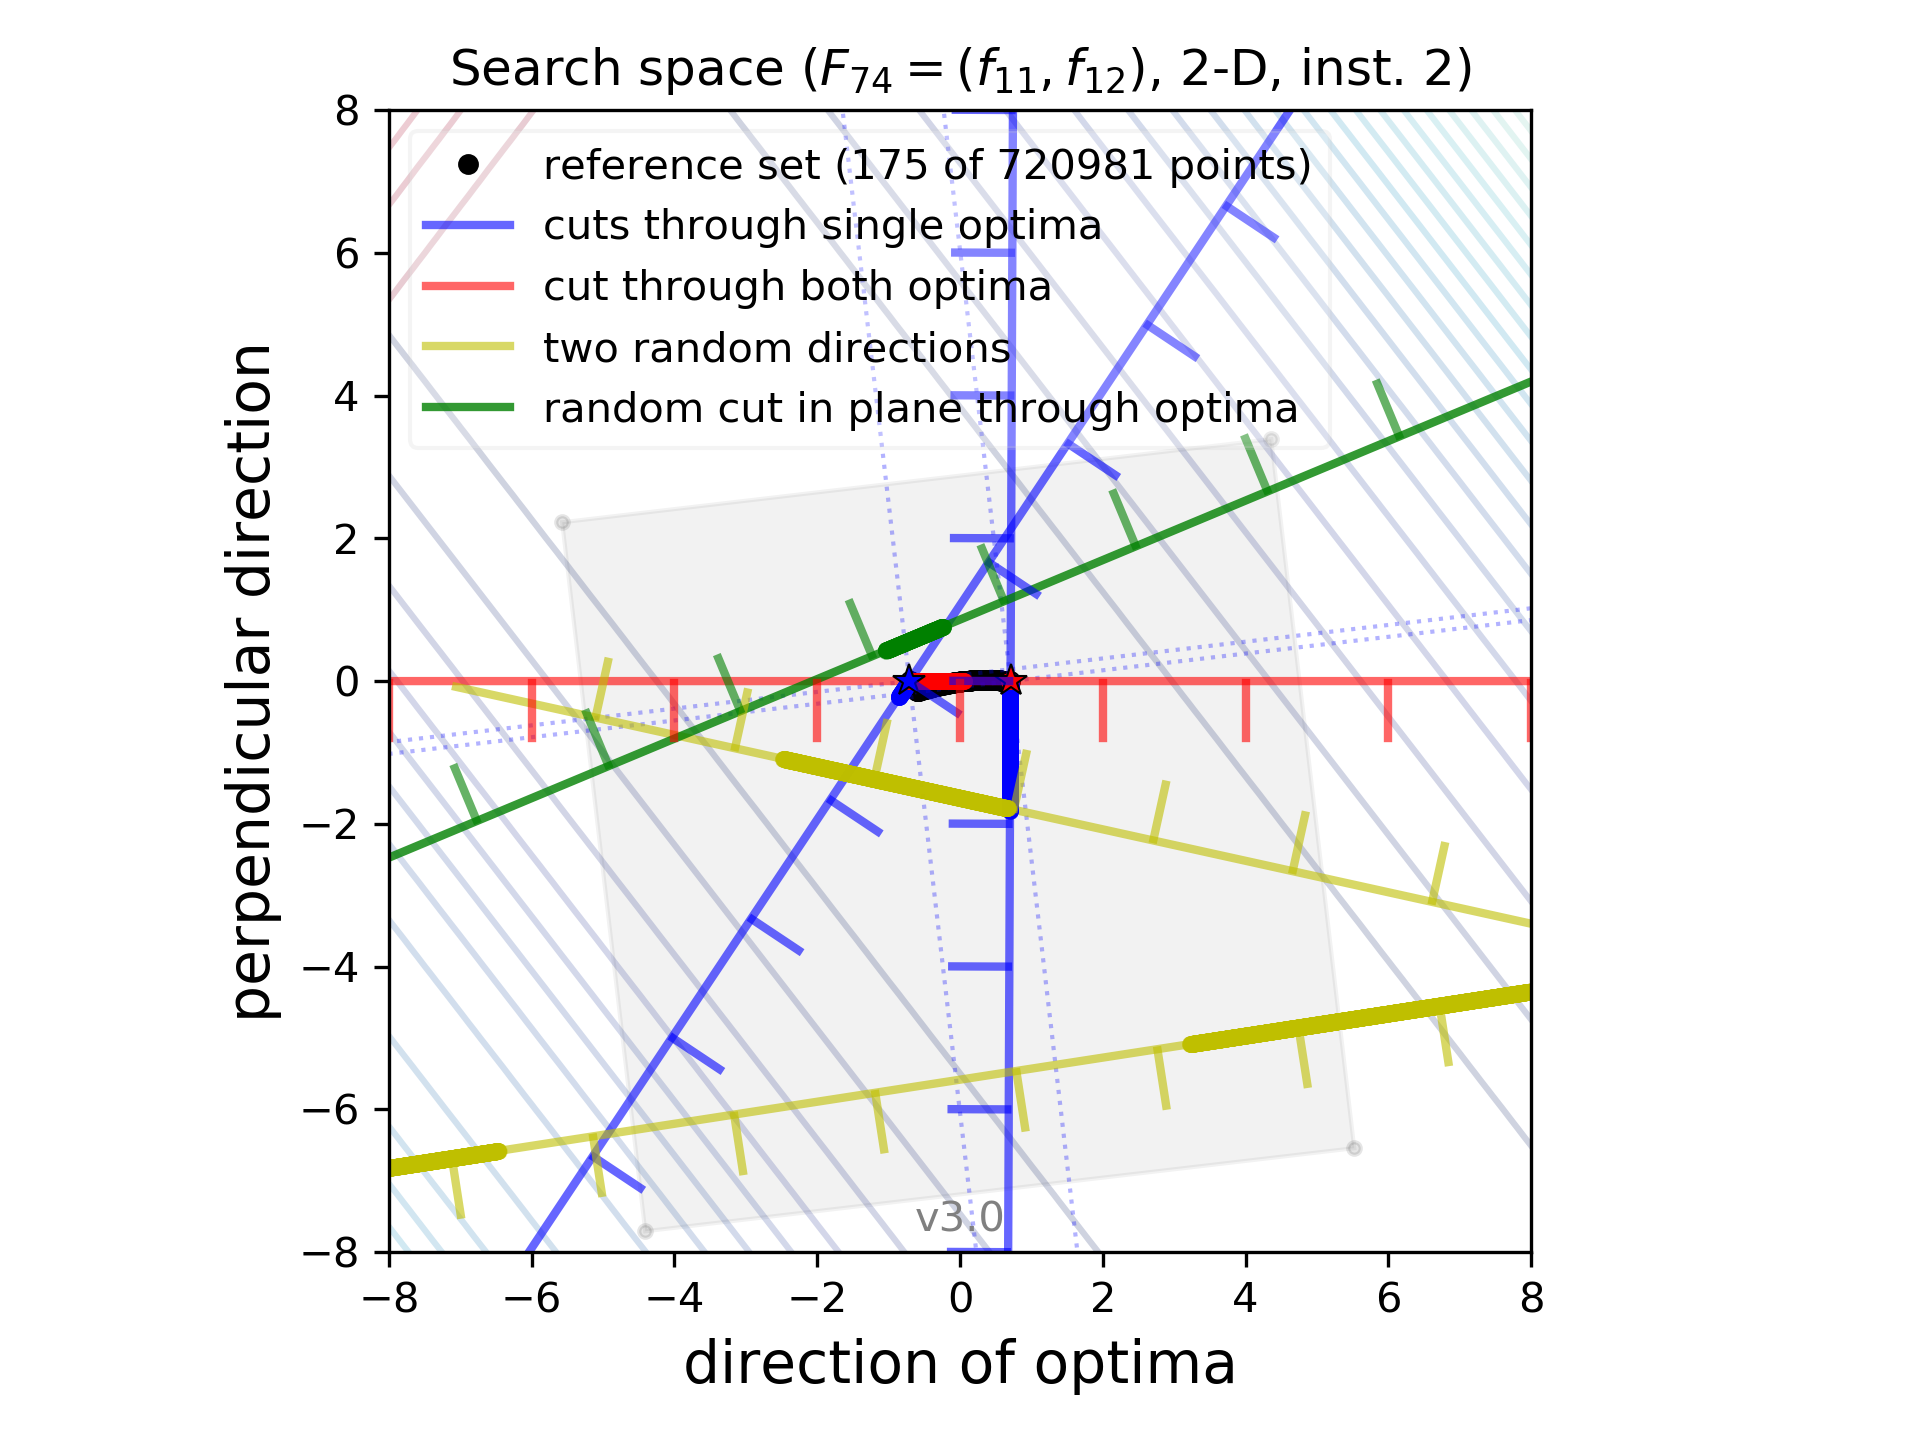 Search space (F74 = (f11, f12), 2-D, inst. 2)
8
6
4
2
0
−2
−4
−6
−8
perpendicular direction
reference set (175 of 720981 points)
cuts through single optima
cut through both optima
two random directions
random cut in plane through optima
v3.0
−8 −6 −4 −2 0 2 4 6 8
direction of optima